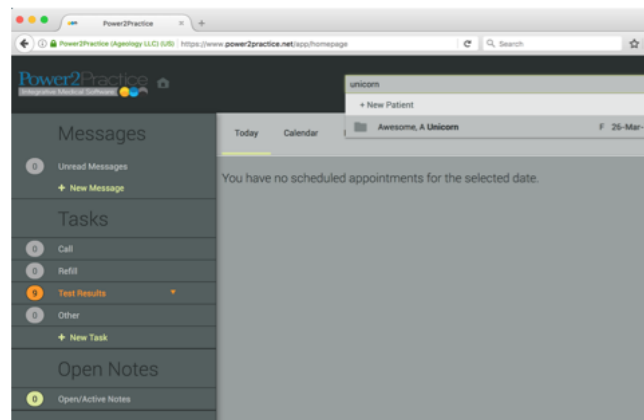 Power2Practice
Power2Practice (Ageology LLC) (US) https://www.power2practice.net/app/homepage
Search
Power2Practice
Integrative Medical Software
unicorn
+ New Patient
Awesome, A Unicorn F 26-Mar-
Messages
Today Calendar
0 Unread Messages
+ New Message
You have no scheduled appointments for the selected date.
Tasks
0 Call
0 Refill
9 Test Results
0 Other
+ New Task
Open Notes
0 Open/Active Notes